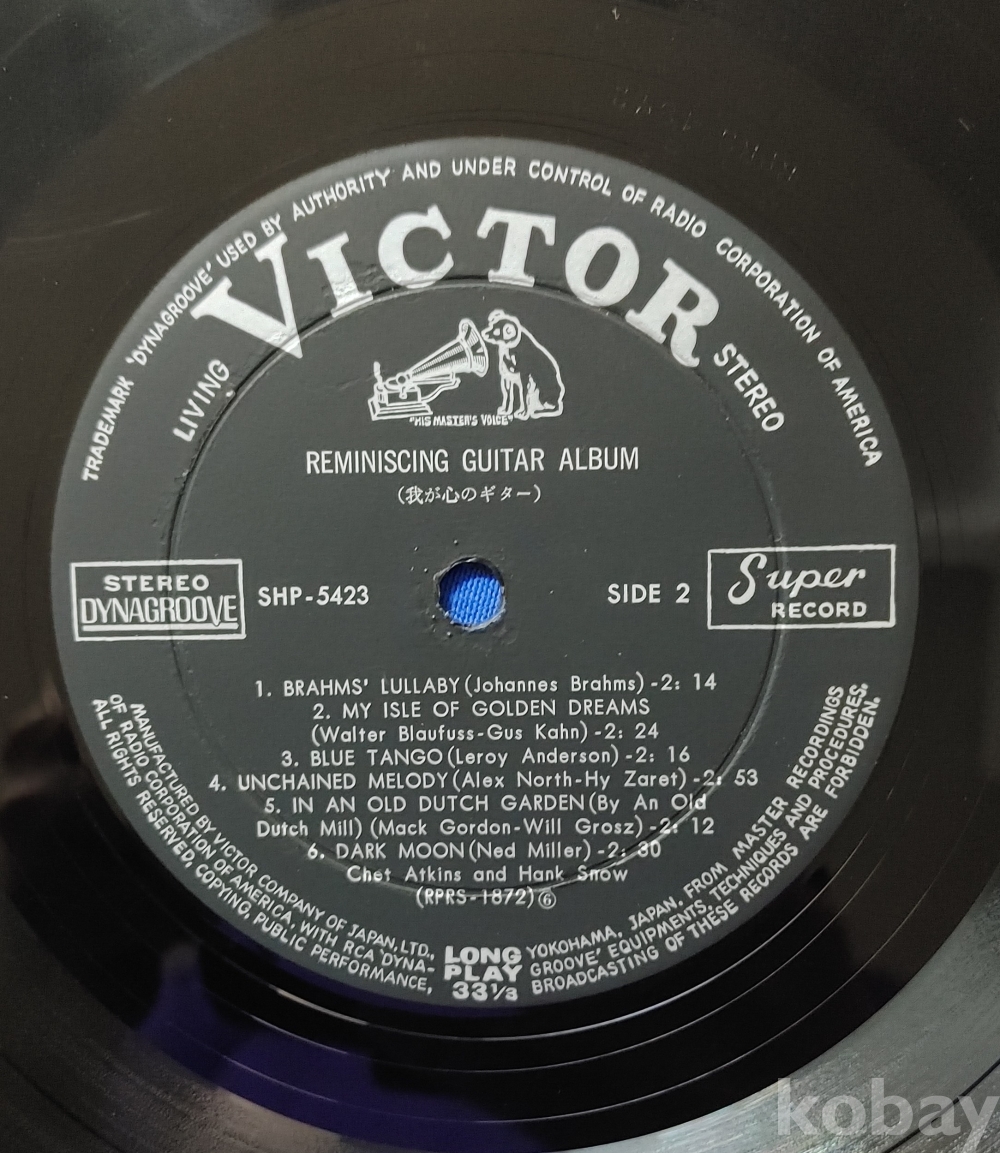 TRADEMARK 'DYNAGROOVE' USED BY AUTHORITY AND UNDER CONTROL OF RADIO CORPORATION OF AMERICA
VICTOR
LIVING
STEREO
"HIS MASTER'S VOICE"
REMINISCING GUITAR ALBUM
(我が心のギター)
STEREO
DYNAGROOVE
SHP-5423
SIDE 2
Super
RECORD
1. BRAHMS' LULLABY (Johannes Brahms) -2: 14
2. MY ISLE OF GOLDEN DREAMS
(Walter Blaufuss-Gus Kahn) -2: 24
3. BLUE TANGO (Leroy Anderson) -2: 16
4. UNCHAINED MELODY (Alex North-Hy Zaret) -2: 53
5. IN AN OLD DUTCH GARDEN (By An Old
Dutch Mill) (Mack Gordon-Will Grosz) -2: 12
6. DARK MOON (Ned Miller) -2: 30
Chet Atkins and Hank Snow
(RPRS-1872) ⑥
MANUFACTURED BY VICTOR COMPANY OF JAPAN, LTD., YOKOHAMA, JAPAN, FROM MASTER RECORDINGS
OF RADIO CORPORATION OF AMERICA, WITH RCA 'DYNA-GROOVE' EQUIPMENTS, TECHNIQUES AND PROCEDURES.
ALL RIGHTS RESERVED, COPYING, PUBLIC PERFORMANCE, BROADCASTING OF THESE RECORDS ARE FORBIDDEN.
LONG
PLAY
33⅓
kobay